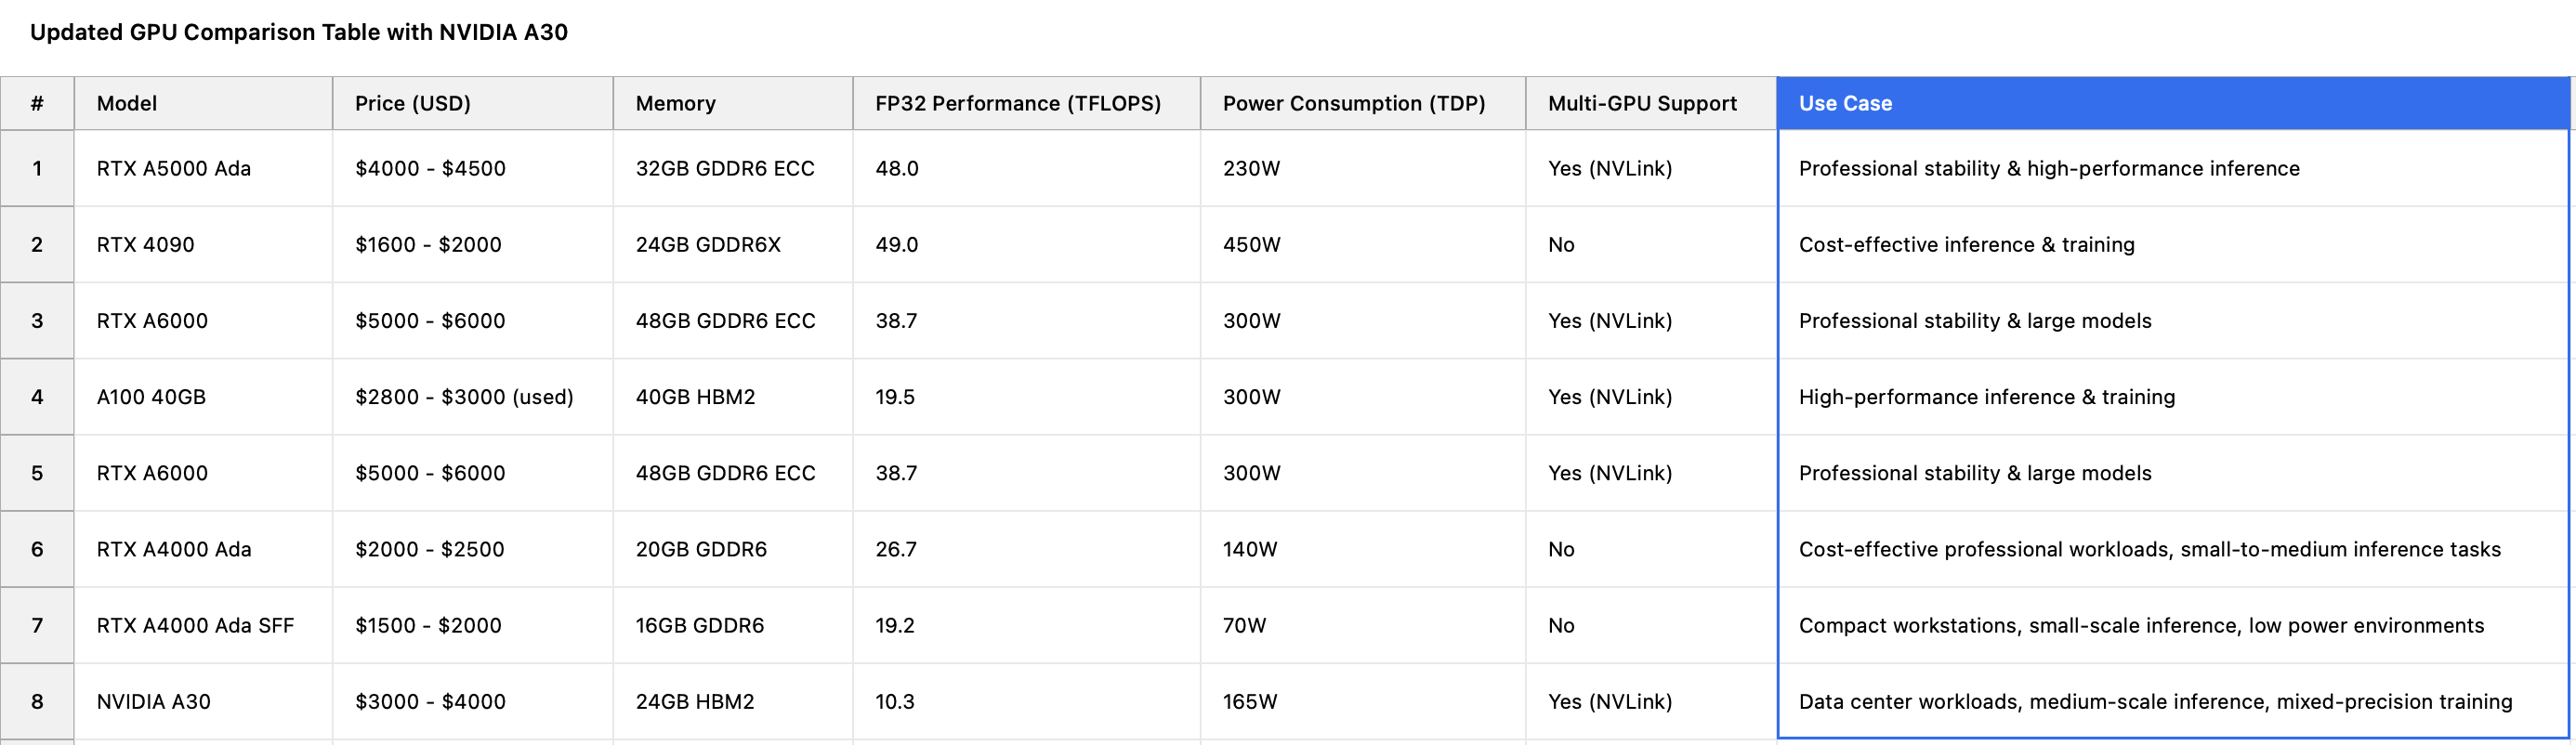 Updated GPU Comparison Table with NVIDIA A30
# Model Price (USD) Memory FP32 Performance (TFLOPS) Power Consumption (TDP) Multi-GPU Support Use Case
1 RTX A5000 Ada $4000 - $4500 32GB GDDR6 ECC 48.0 230W Yes (NVLink) Professional stability & high-performance inference
2 RTX 4090 $1600 - $2000 24GB GDDR6X 49.0 450W No Cost-effective inference & training
3 RTX A6000 $5000 - $6000 48GB GDDR6 ECC 38.7 300W Yes (NVLink) Professional stability & large models
4 A100 40GB $2800 - $3000 (used) 40GB HBM2 19.5 300W Yes (NVLink) High-performance inference & training
5 RTX A6000 $5000 - $6000 48GB GDDR6 ECC 38.7 300W Yes (NVLink) Professional stability & large models
6 RTX A4000 Ada $2000 - $2500 20GB GDDR6 26.7 140W No Cost-effective professional workloads, small-to-medium inference tasks
7 RTX A4000 Ada SFF $1500 - $2000 16GB GDDR6 19.2 70W No Compact workstations, small-scale inference, low power environments
8 NVIDIA A30 $3000 - $4000 24GB HBM2 10.3 165W Yes (NVLink) Data center workloads, medium-scale inference, mixed-precision training